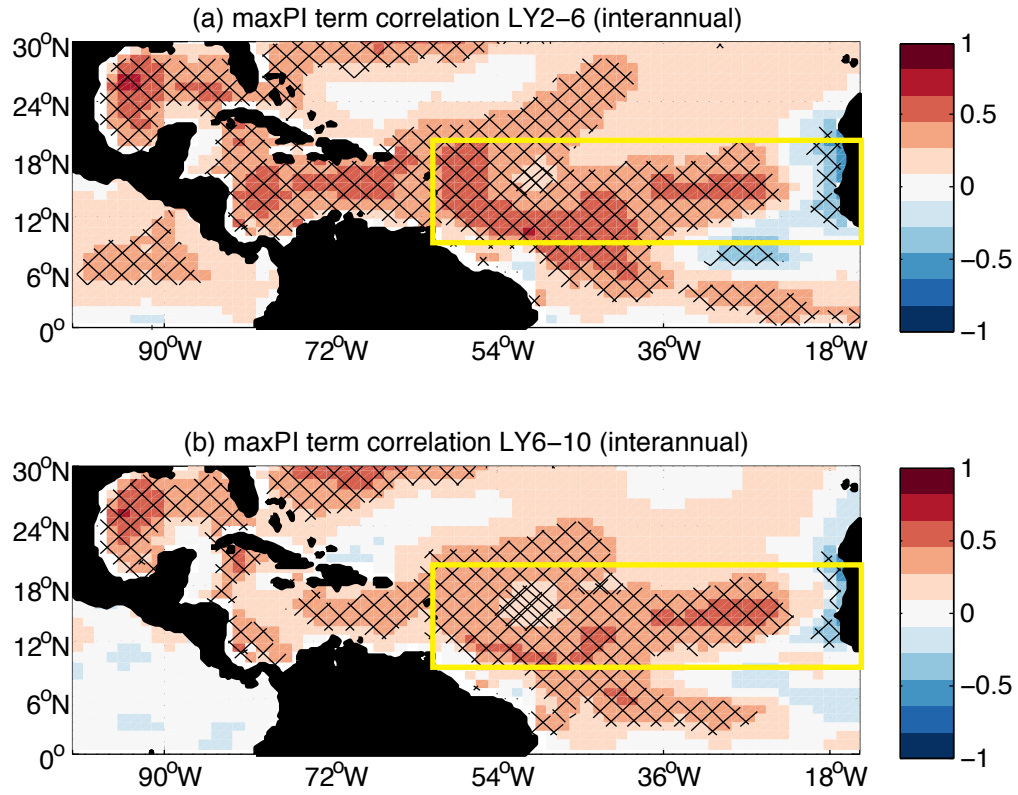 (a) maxPI term correlation LY2−6 (interannual)
30°N
24°N
18°N
12°N
6°N
0°
90°W 72°W 54°W 36°W 18°W
1
0.5
0
−0.5
−1
(b) maxPI term correlation LY6−10 (interannual)
30°N
24°N
18°N
12°N
6°N
0°
90°W 72°W 54°W 36°W 18°W
1
0.5
0
−0.5
−1